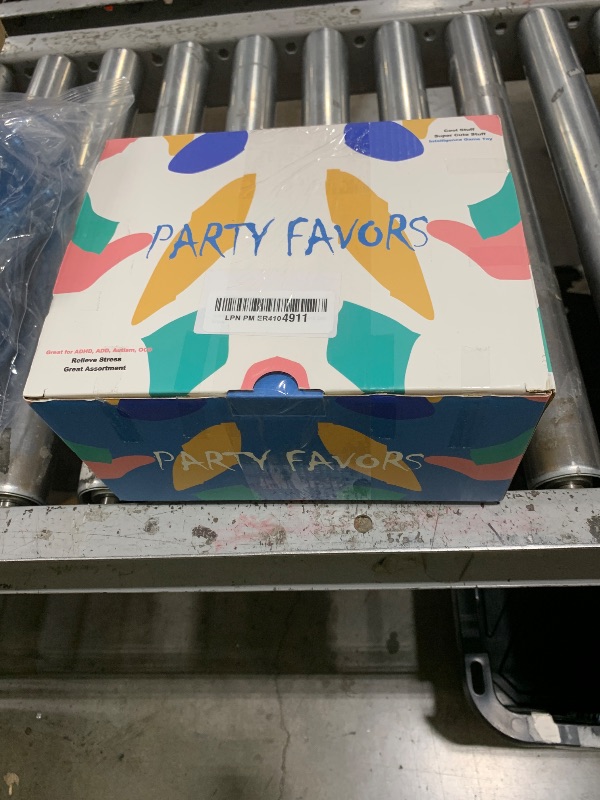 Cool Stuff
Super Cute Stuff
Intelligence Game Toy
PARTY FAVORS
LPN PM SR4104911
Great for ADHD, ADD, Autism, OCD
Relieve Stress
Great Assortment
PARTY FAVORS